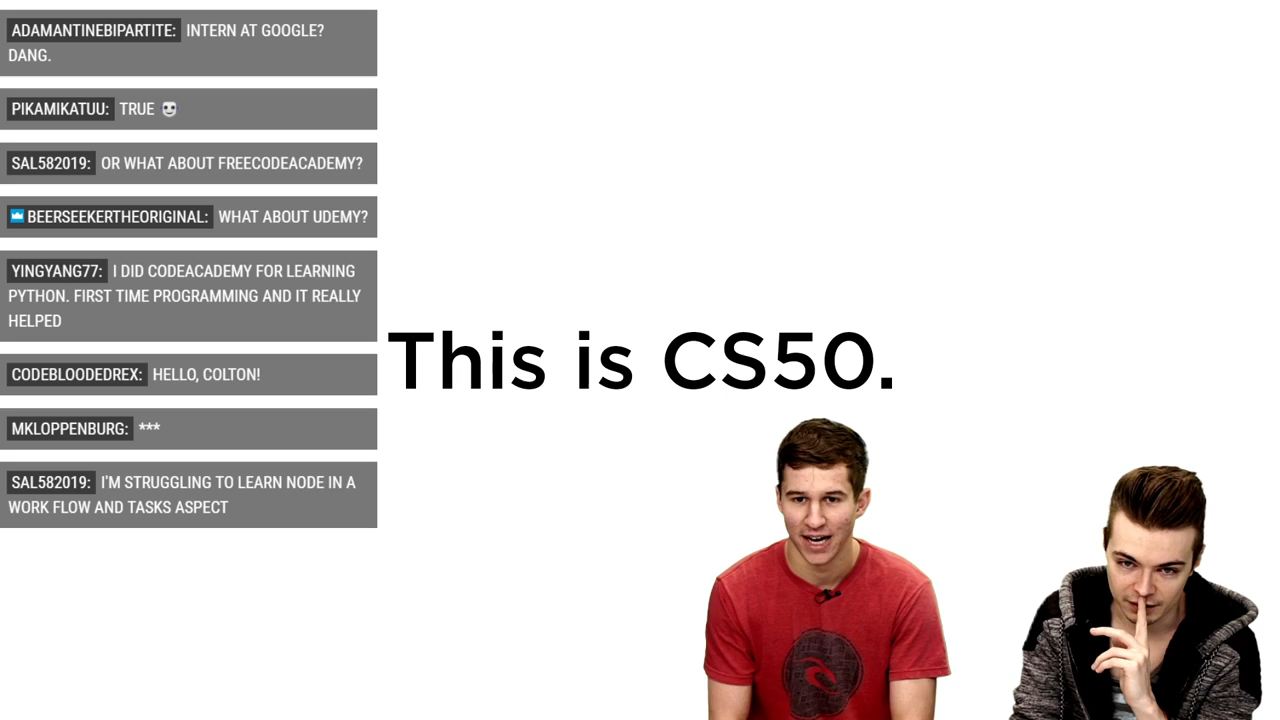 ADAMANTINEBIPARTITE: INTERN AT GOOGLE?
DANG.
PIKAMIKATUU: TRUE
SAL582019: OR WHAT ABOUT FREECODEACADEMY?
BEERSEEKERTHEORIGINAL: WHAT ABOUT UDEMY?
YINGYANG77: I DID CODEACADEMY FOR LEARNING
PYTHON. FIRST TIME PROGRAMMING AND IT REALLY
HELPED
CODEBLOODEDREX: HELLO, COLTON!
MKLOPPENBURG: ***
SAL582019: I'M STRUGGLING TO LEARN NODE IN A
WORK FLOW AND TASKS ASPECT
This is CS50.